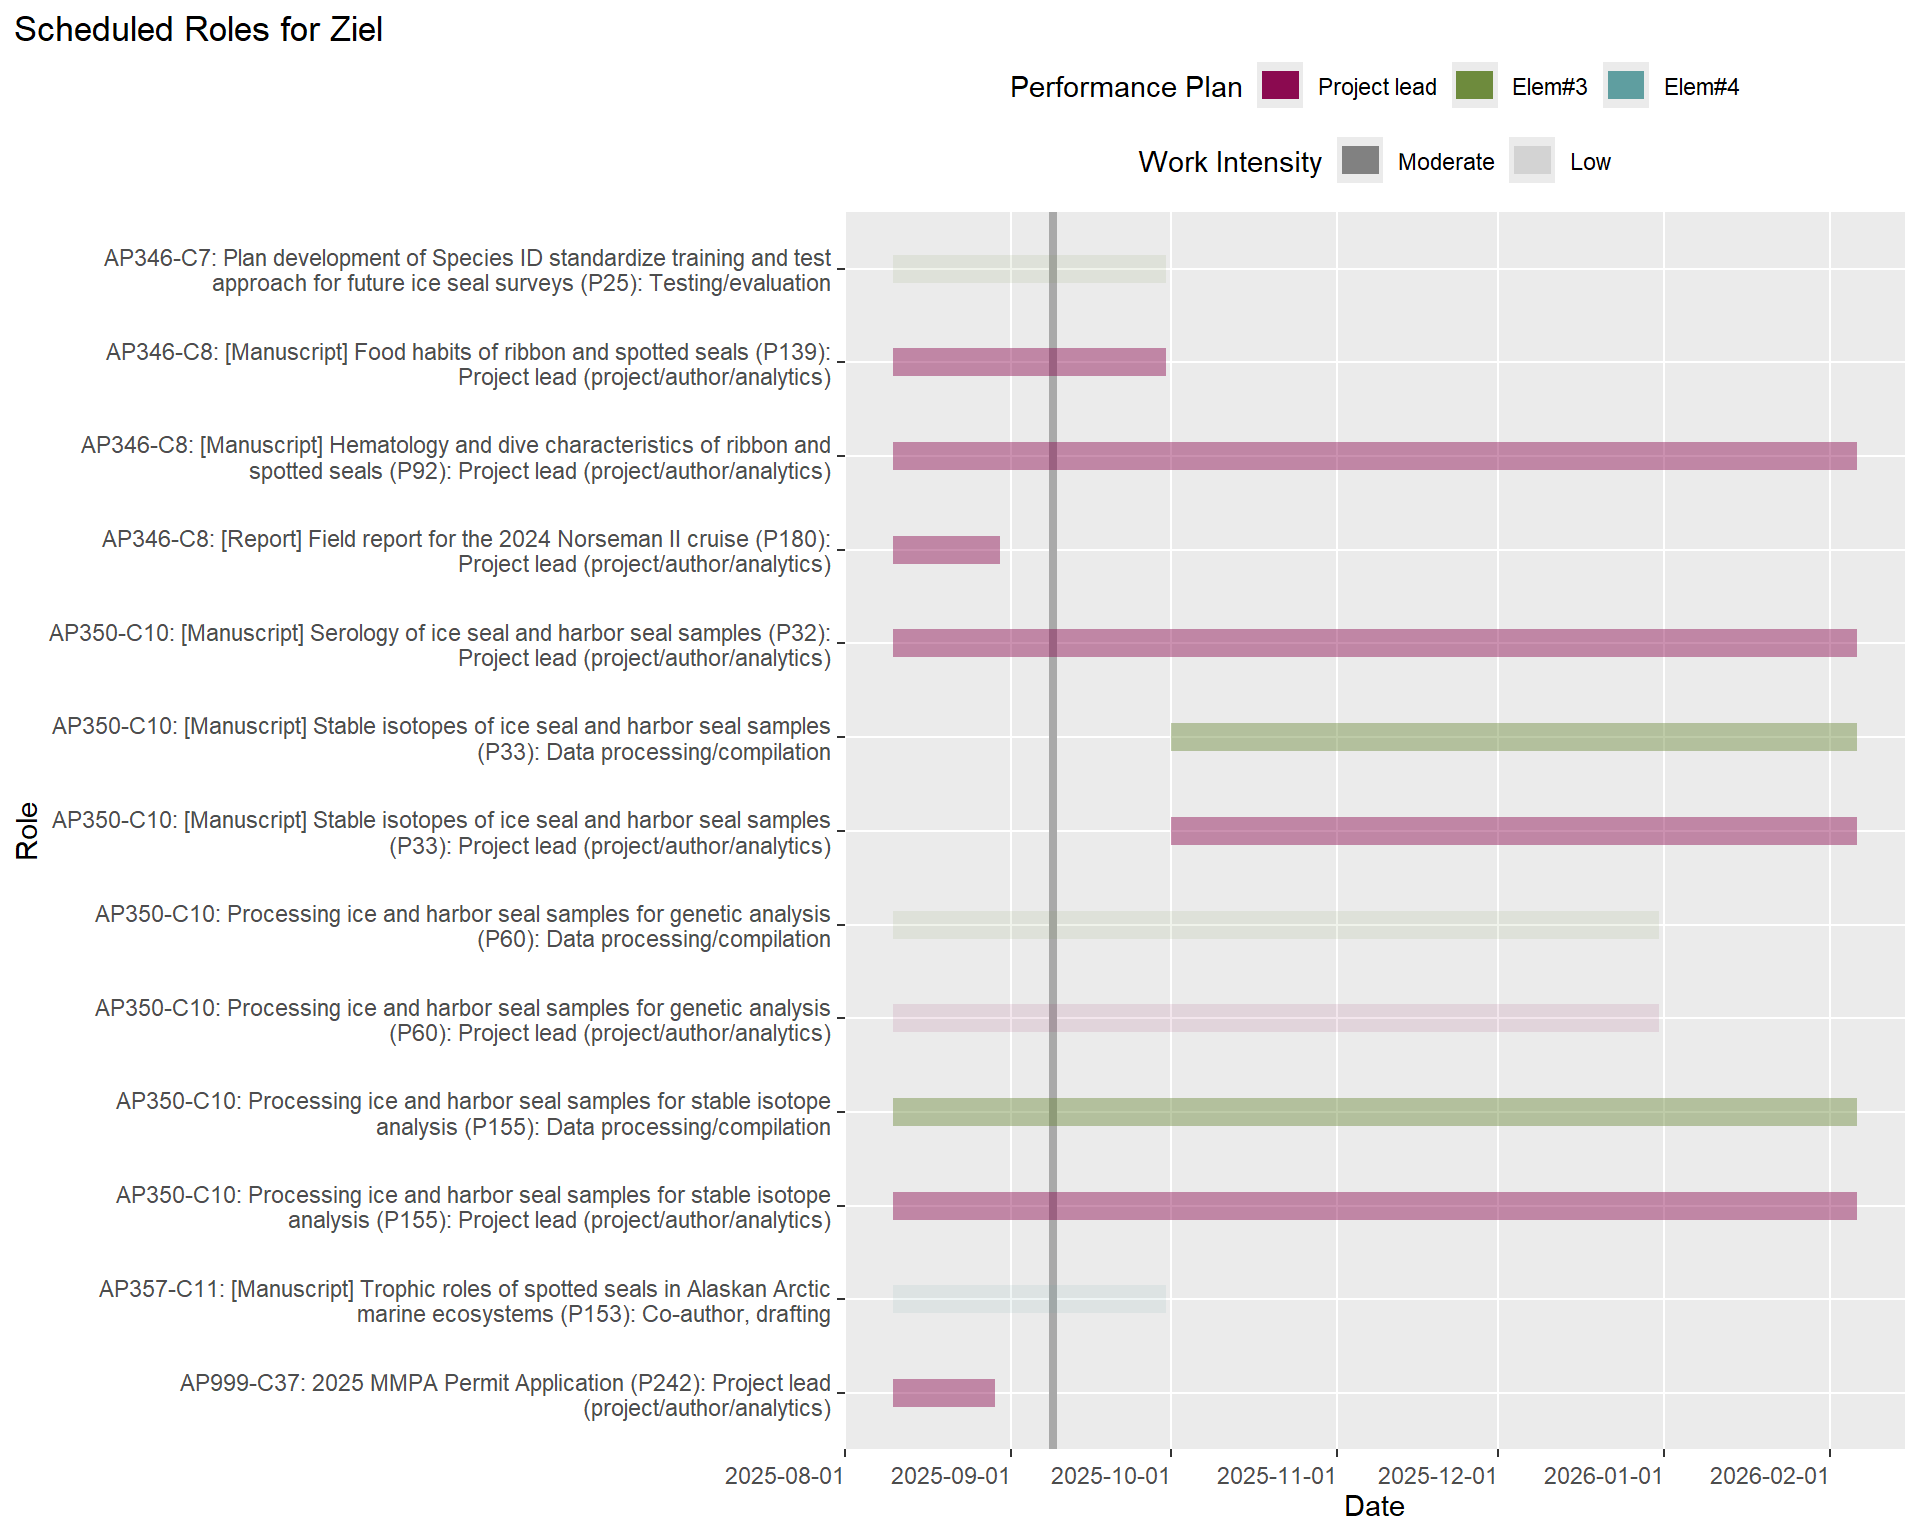 Scheduled Roles for Ziel
Performance Plan Project lead Elem#3 Elem#4
Work Intensity Moderate Low
AP346-C7: Plan development of Species ID standardize training and test
approach for future ice seal surveys (P25): Testing/evaluation
AP346-C8: [Manuscript] Food habits of ribbon and spotted seals (P139):
Project lead (project/author/analytics)
AP346-C8: [Manuscript] Hematology and dive characteristics of ribbon and
spotted seals (P92): Project lead (project/author/analytics)
AP346-C8: [Report] Field report for the 2024 Norseman II cruise (P180):
Project lead (project/author/analytics)
AP350-C10: [Manuscript] Serology of ice seal and harbor seal samples (P32):
Project lead (project/author/analytics)
AP350-C10: [Manuscript] Stable isotopes of ice seal and harbor seal samples
(P33): Data processing/compilation
AP350-C10: [Manuscript] Stable isotopes of ice seal and harbor seal samples
(P33): Project lead (project/author/analytics)
AP350-C10: Processing ice and harbor seal samples for genetic analysis
(P60): Data processing/compilation
AP350-C10: Processing ice and harbor seal samples for genetic analysis
(P60): Project lead (project/author/analytics)
AP350-C10: Processing ice and harbor seal samples for stable isotope
analysis (P155): Data processing/compilation
AP350-C10: Processing ice and harbor seal samples for stable isotope
analysis (P155): Project lead (project/author/analytics)
AP357-C11: [Manuscript] Trophic roles of spotted seals in Alaskan Arctic
marine ecosystems (P153): Co-author, drafting
AP999-C37: 2025 MMPA Permit Application (P242): Project lead
(project/author/analytics)
Role
2025-08-01 2025-09-01 2025-10-01 2025-11-01 2025-12-01 2026-01-01 2026-02-01
Date